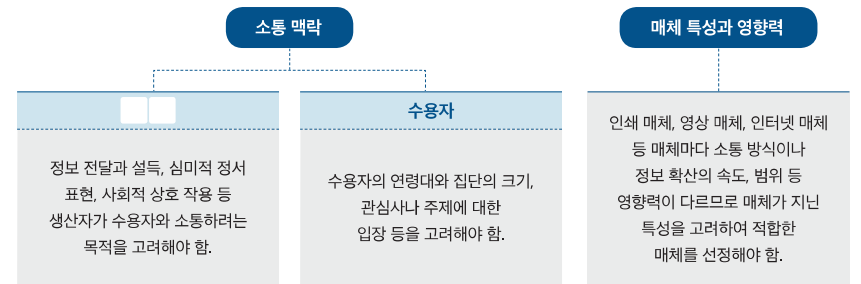 소통 맥락
매체 특성과 영향력
수용자
정보 전달과 설득, 심미적 정서
표현, 사회적 상호 작용 등
생산자가 수용자와 소통하려는
목적을 고려해야 함.
수용자의 연령대와 집단의 크기,
관심사나 주제에 대한
입장 등을 고려해야 함.
인쇄 매체, 영상 매체, 인터넷 매체
등 매체마다 소통 방식이나
정보 확산의 속도, 범위 등
영향력이 다르므로 매체가 지닌
특성을 고려하여 적합한
매체를 선정해야 함.